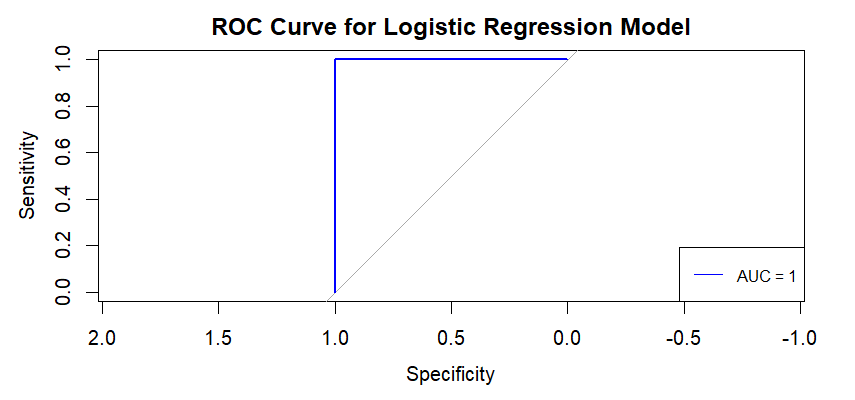 ROC Curve for Logistic Regression Model
Sensitivity
1.0
0.8
0.6
0.4
0.2
0.0
AUC = 1
2.0 1.5 1.0 0.5 0.0 -0.5 -1.0
Specificity